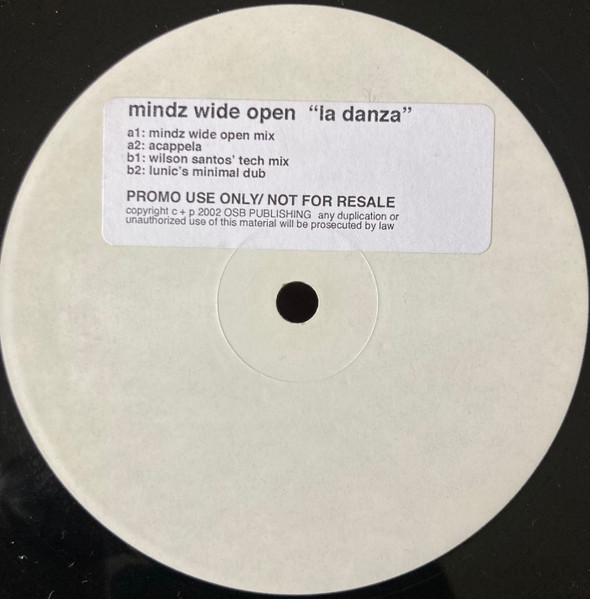 mindz wide open "la danza"
a1: mindz wide open mix
a2: acappela
b1: wilson santos' tech mix
b2: lunic's minimal dub
PROMO USE ONLY/ NOT FOR RESALE
copyright c + p 2002 OSB PUBLISHING any duplication or
unauthorized use of this material will be prosecuted by law